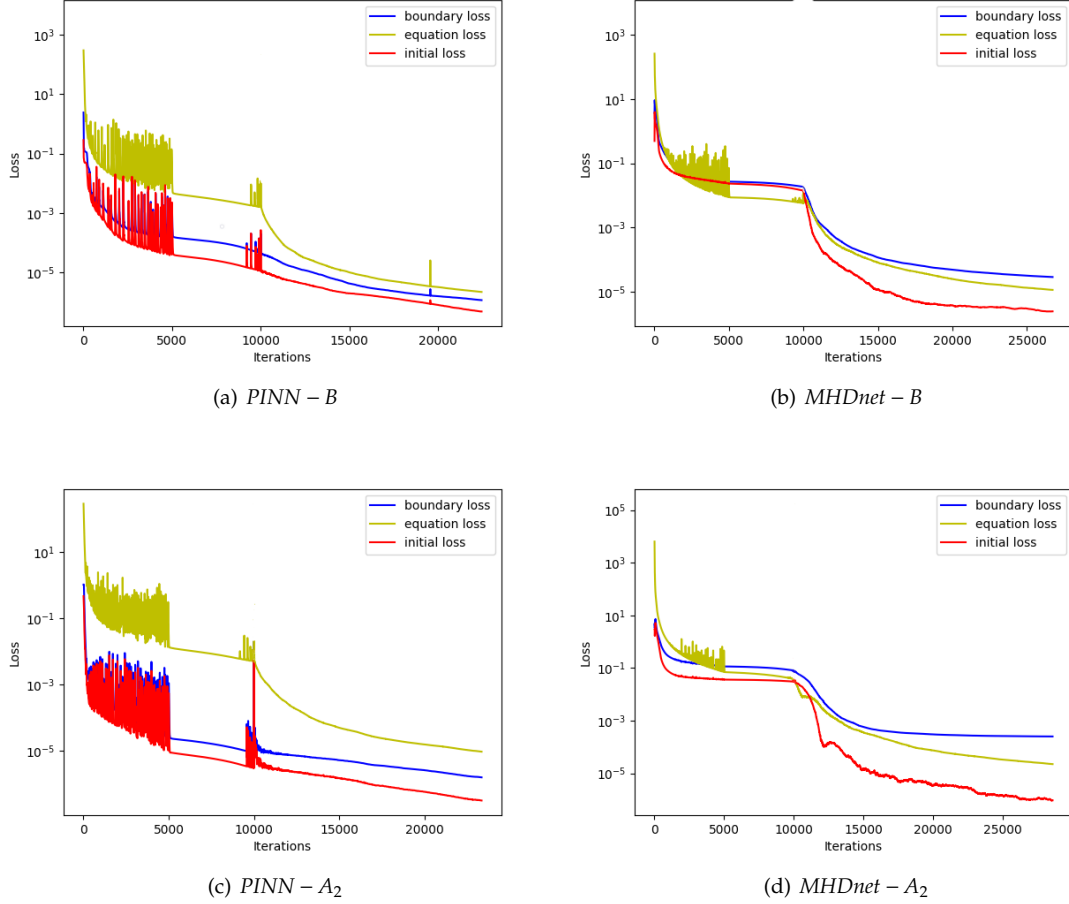 boundary loss
equation loss
initial loss
10³
10¹
10⁻¹
10⁻³
10⁻⁵
Loss
0 5000 10000 15000 20000
Iterations
(a) PINN − B
boundary loss
equation loss
initial loss
10³
10¹
10⁻¹
10⁻³
10⁻⁵
Loss
0 5000 10000 15000 20000 25000
Iterations
(b) MHDnet − B
boundary loss
equation loss
initial loss
10¹
10⁻¹
10⁻³
10⁻⁵
Loss
0 5000 10000 15000 20000
Iterations
(c) PINN − A₂
boundary loss
equation loss
initial loss
10⁵
10³
10¹
10⁻¹
10⁻³
10⁻⁵
Loss
0 5000 10000 15000 20000 25000
Iterations
(d) MHDnet − A₂